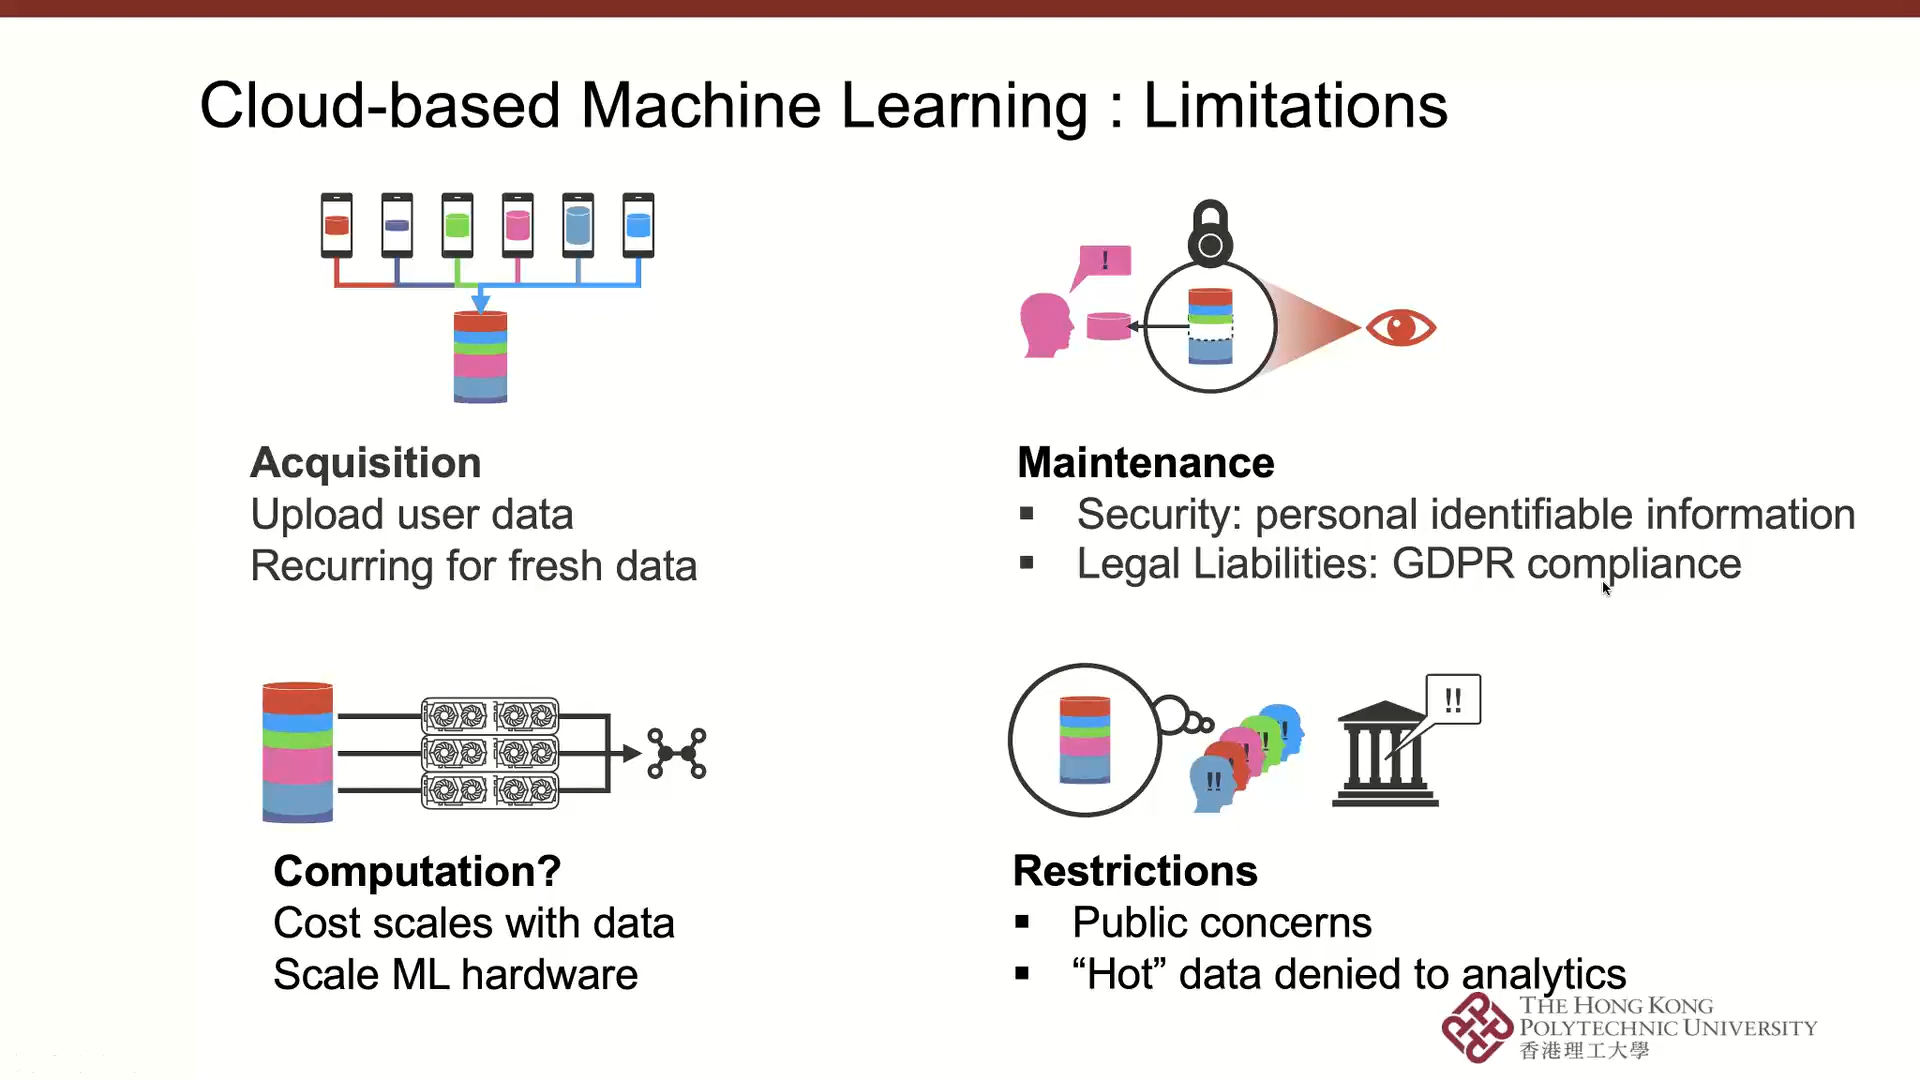 Cloud-based Machine Learning : Limitations
!
Acquisition
Upload user data
Recurring for fresh data
Maintenance
▪ Security: personal identifiable information
▪ Legal Liabilities: GDPR compliance
!! !! !! !! !!
!!
Computation?
Cost scales with data
Scale ML hardware
Restrictions
▪ Public concerns
▪ “Hot” data denied to analytics
THE HONG KONG
POLYTECHNIC UNIVERSITY
香港理工大學